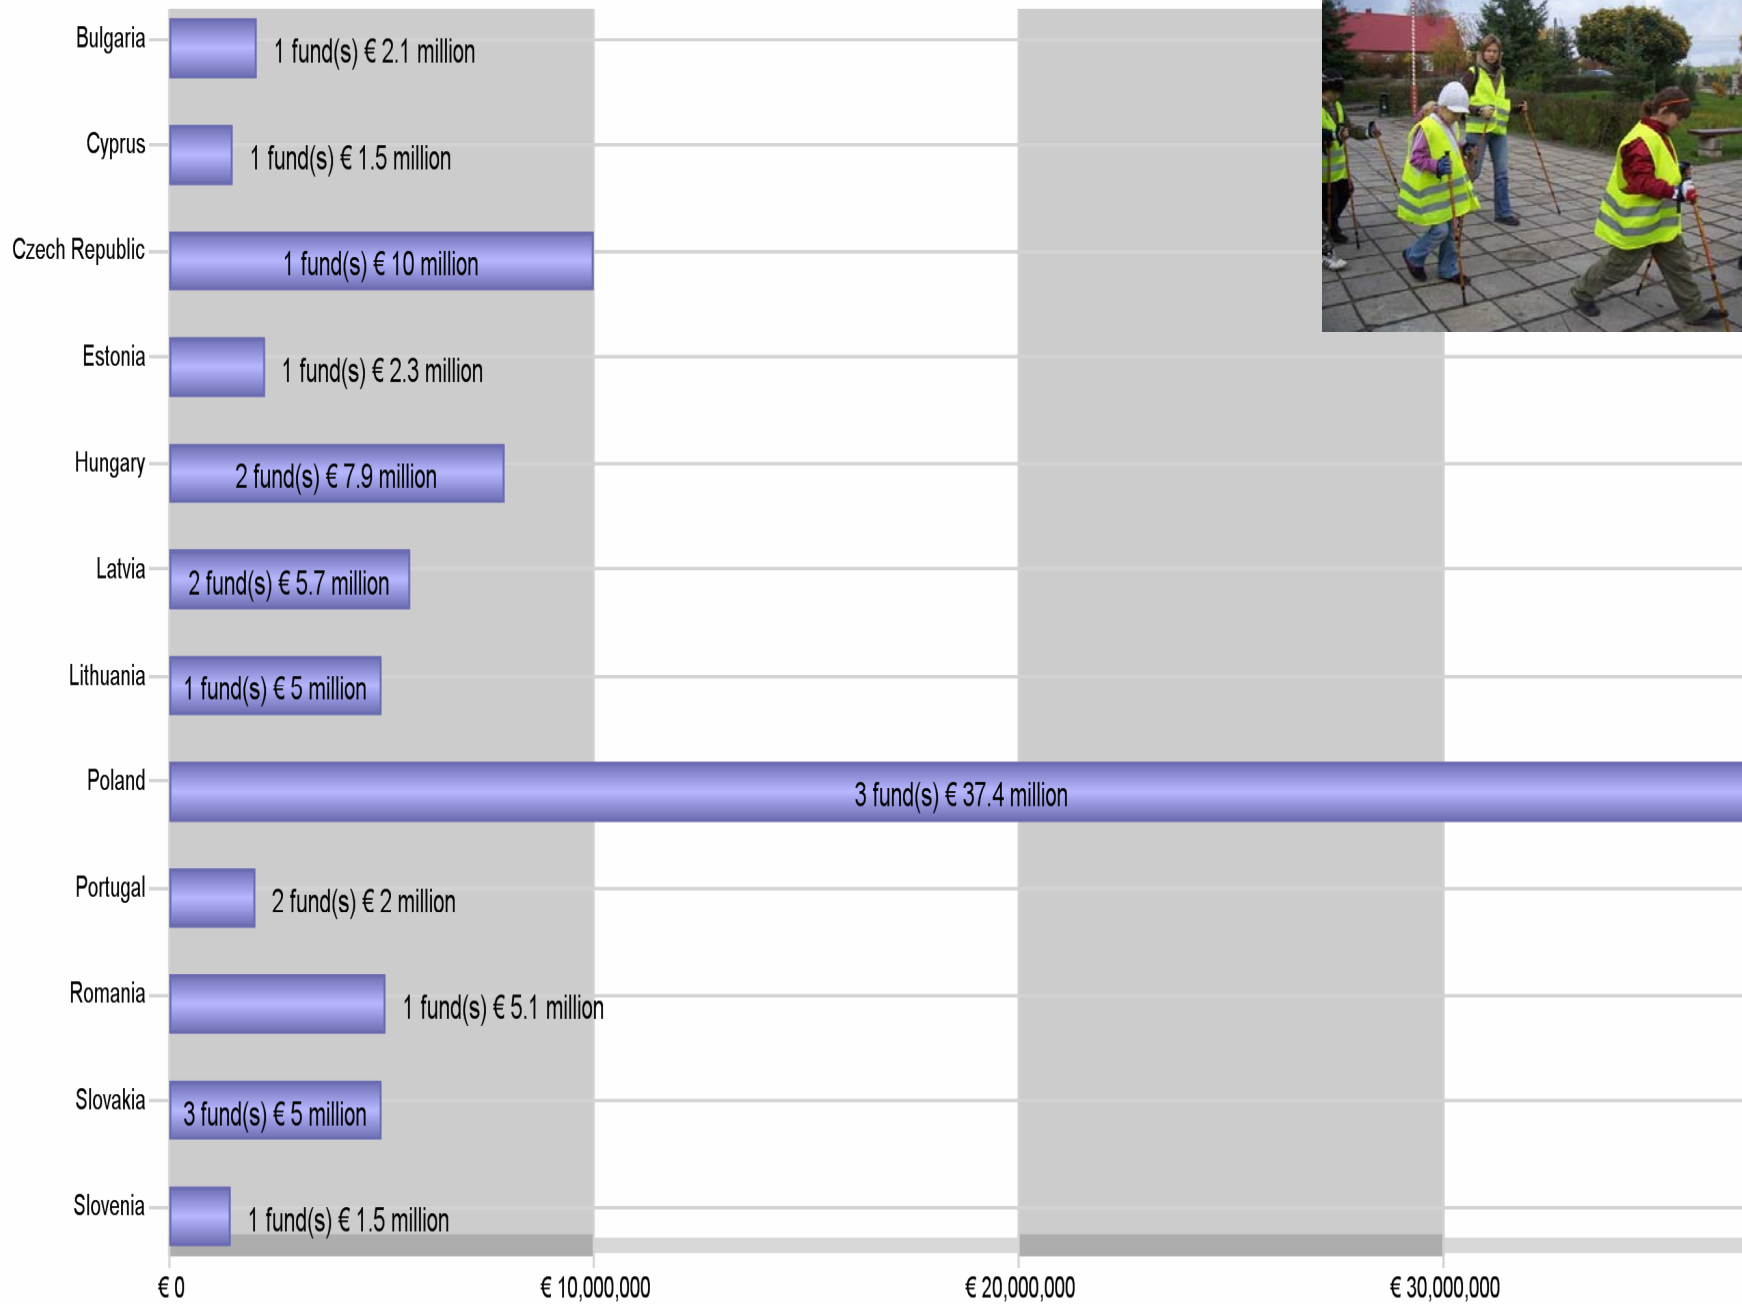 Bulgaria
1 fund(s) € 2.1 million
Cyprus
1 fund(s) € 1.5 million
Czech Republic
1 fund(s) € 10 million
Estonia
1 fund(s) € 2.3 million
Hungary
2 fund(s) € 7.9 million
Latvia
2 fund(s) € 5.7 million
Lithuania
1 fund(s) € 5 million
Poland
3 fund(s) € 37.4 million
Portugal
2 fund(s) € 2 million
Romania
1 fund(s) € 5.1 million
Slovakia
3 fund(s) € 5 million
Slovenia
1 fund(s) € 1.5 million
€ 0 € 10,000,000 € 20,000,000 € 30,000,000